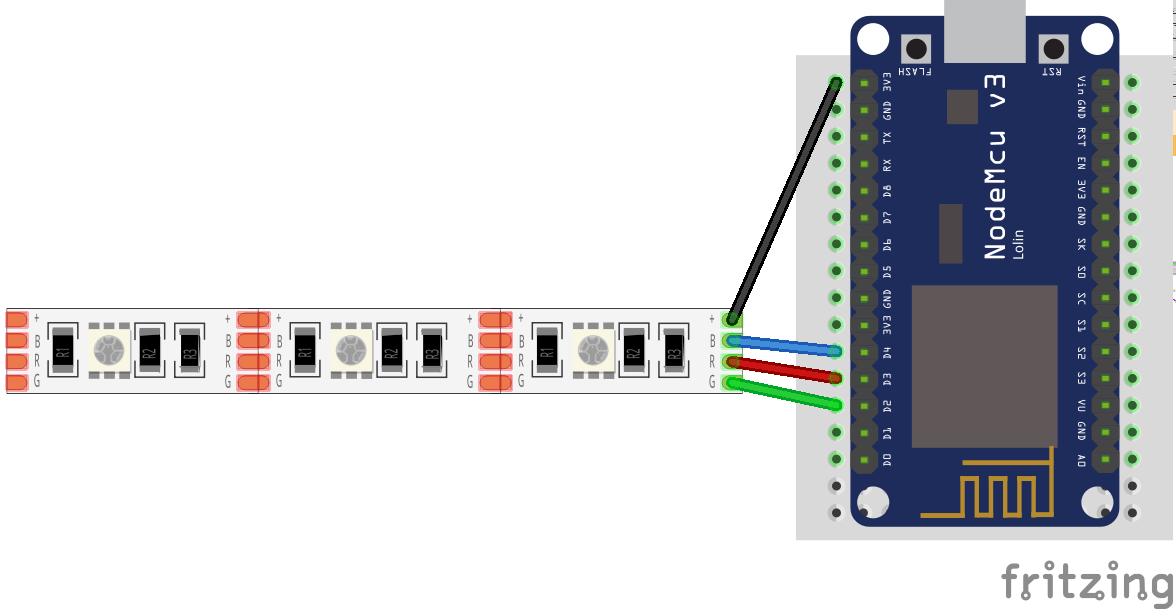 FLASH
RST
3V3
GND
TX
RX
D8
D7
D6
D5
GND
3V3
D4
D3
D2
D1
D0
NodeMcu v3
Lolin
Vin
GND
RST
EN
3V3
GND
SK
SO
SC
S1
S2
S3
VU
GND
AO
+ R1 R2 R3 +
B B
R R
G G
+ R1 R2 R3 +
B B
R R
G G
+ R1 R2 R3 +
B B
R R
G G
fritzing